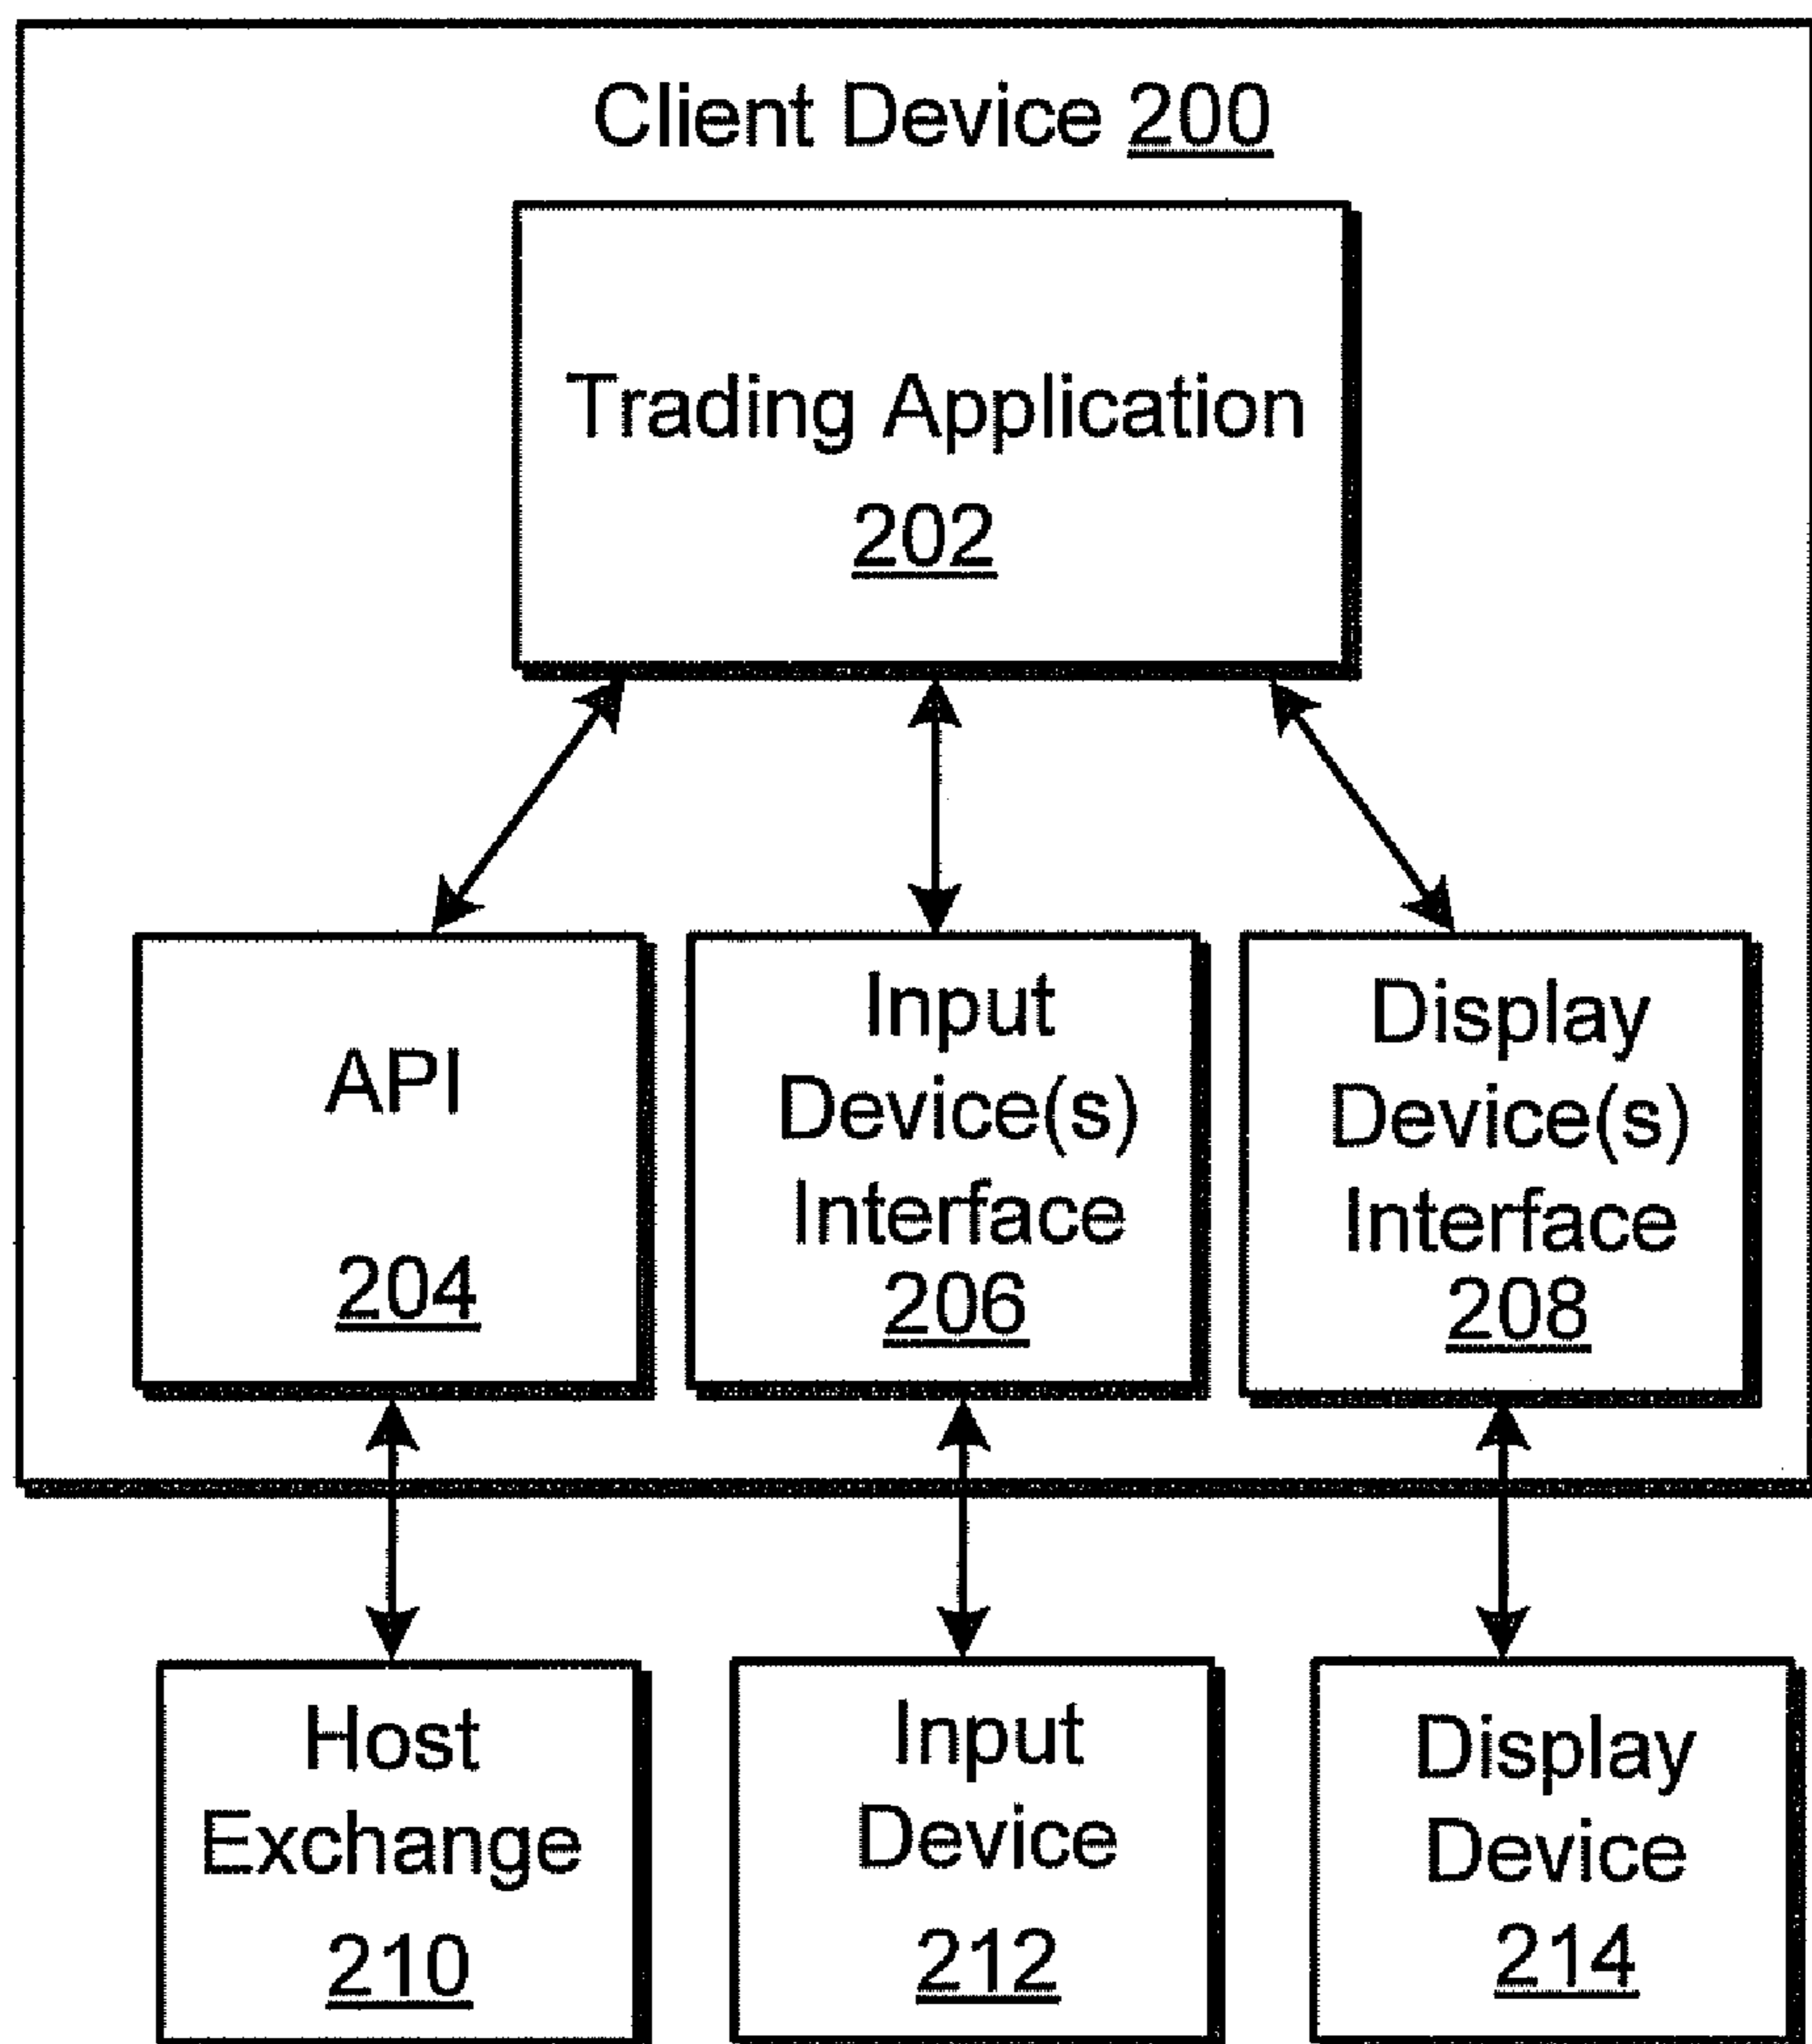 Client Device 200
Trading Application
202
API
204
Input
Device(s)
Interface
206
Display
Device(s)
Interface
208
Host
Exchange
210
Input
Device
212
Display
Device
214